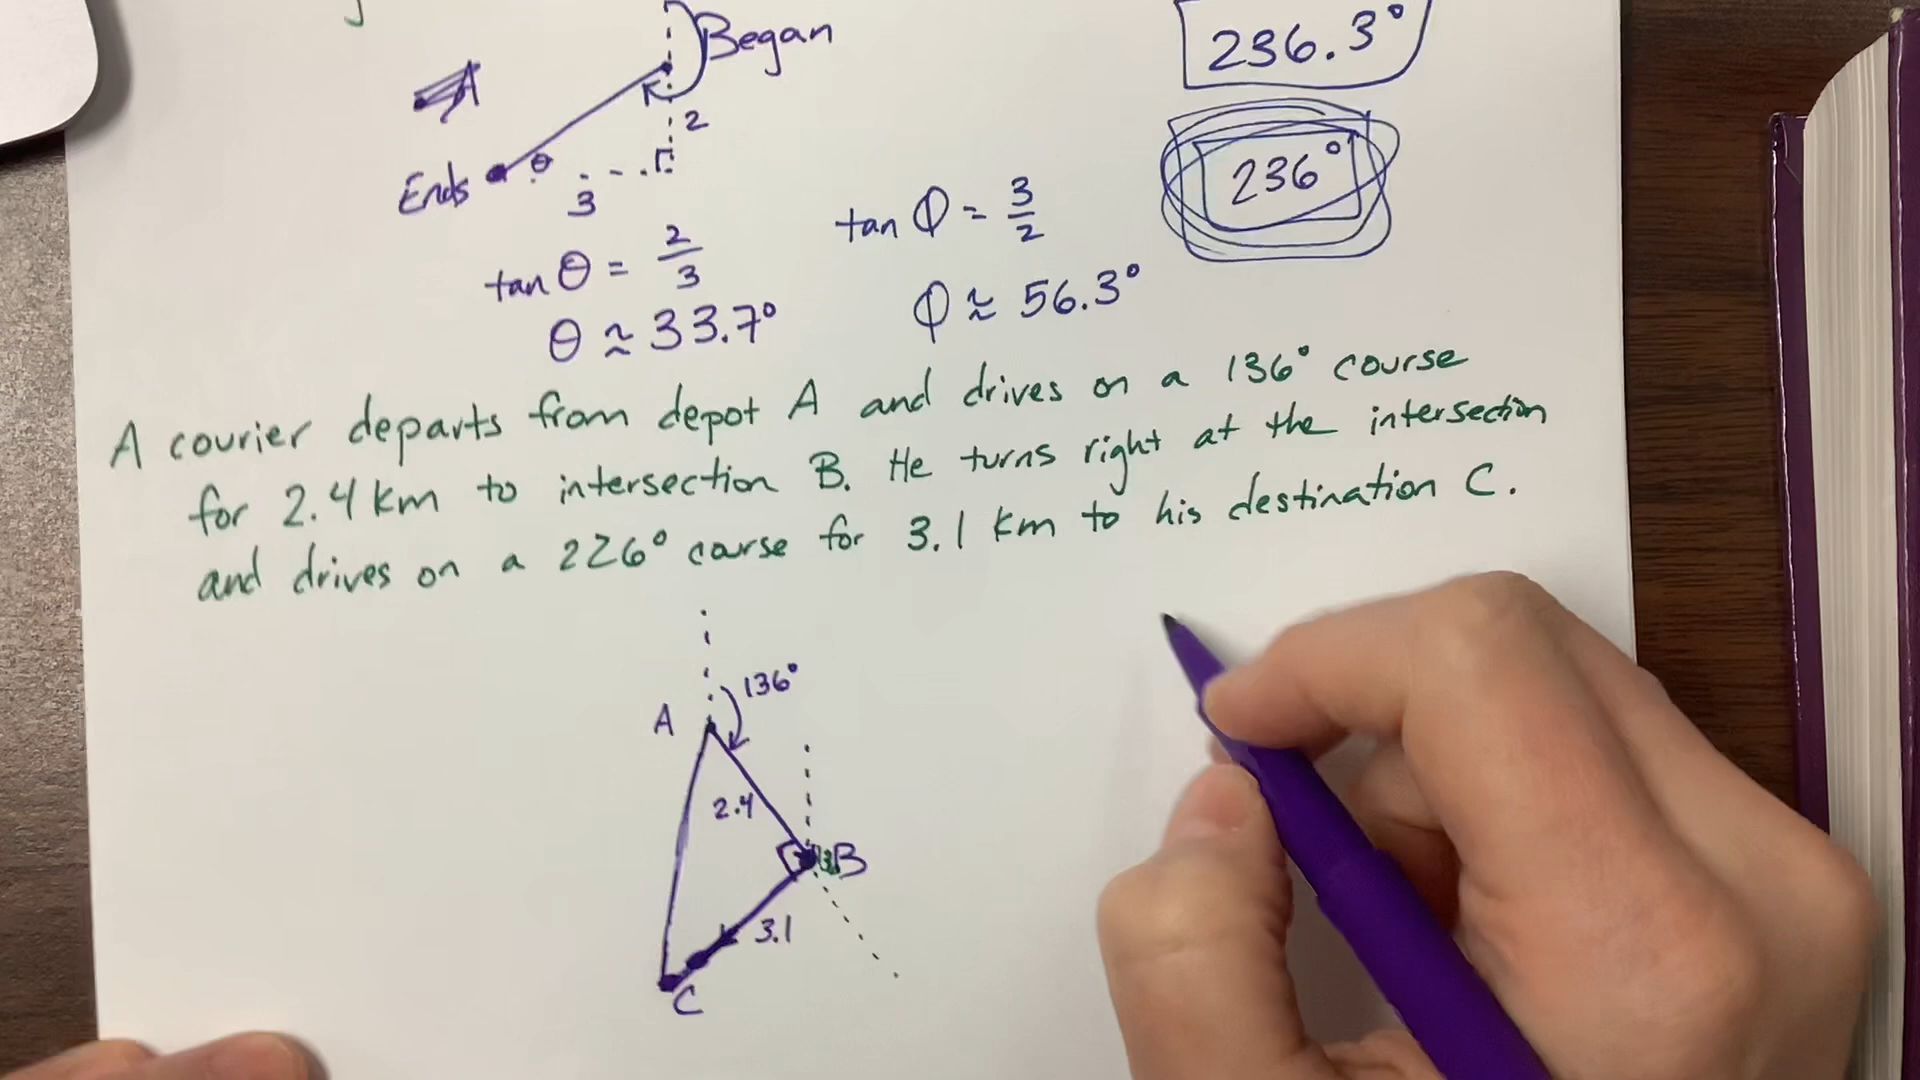 Began
236.3°
2
236°
Ends
θ
3
tan θ = 2/3
tan Φ = 3/2
θ ≈ 33.7°
Φ ≈ 56.3°
A courier departs from depot A and drives on a 136° course
for 2.4 km to intersection B. He turns right at the intersection
and drives on a 226° course for 3.1 km to his destination C.
136°
A
2.4
B
3.1
C